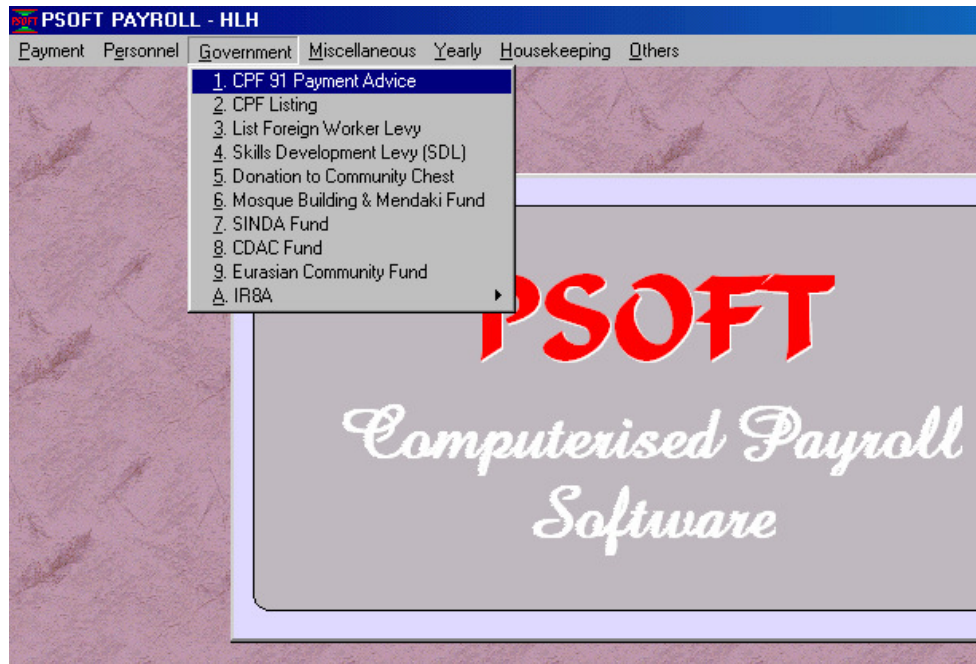 PSOFT PAYROLL - HLH
Payment Personnel Government Miscellaneous Yearly Housekeeping Others
1. CPF 91 Payment Advice
2. CPF Listing
3. List Foreign Worker Levy
4. Skills Development Levy (SDL)
5. Donation to Community Chest
6. Mosque Building & Mendaki Fund
7. SINDA Fund
8. CDAC Fund
9. Eurasian Community Fund
A. IR8A
PSOFT
Computerised Payroll
Software